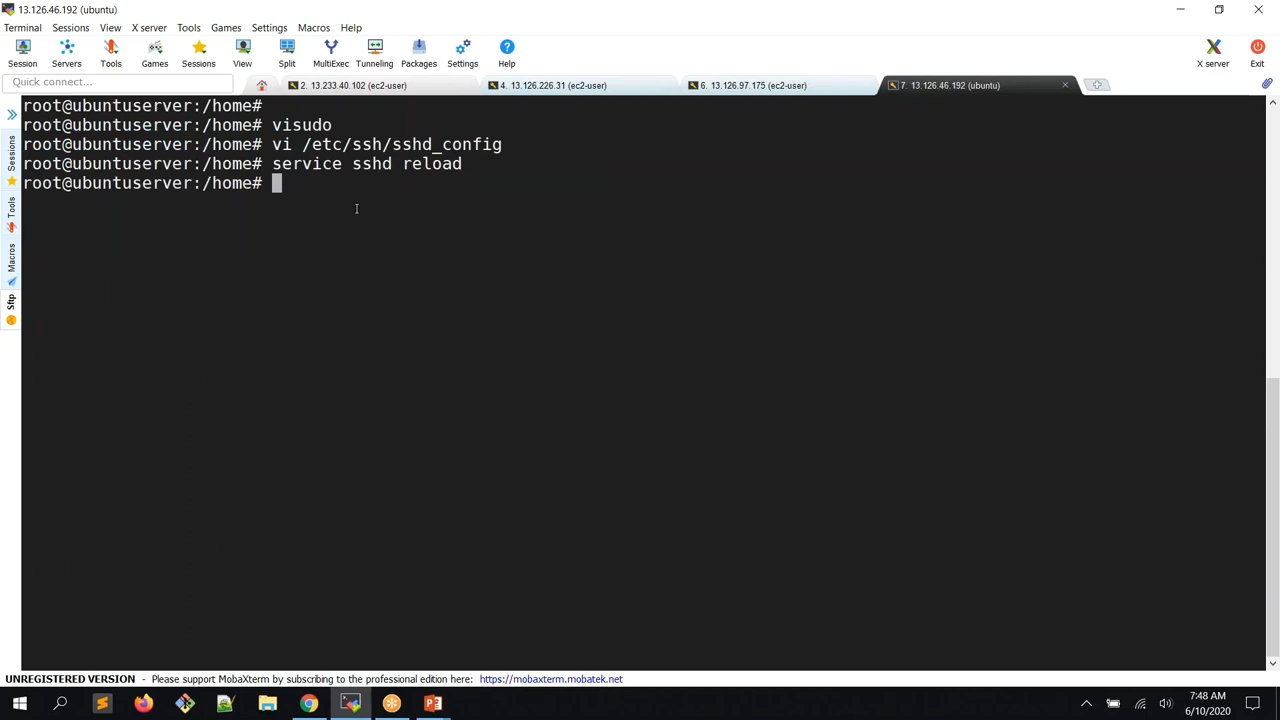 13.126.46.192 (ubuntu)
Terminal Sessions View X server Tools Games Settings Macros Help
Session Servers Tools Games Sessions View Split MultiExec Tunneling Packages Settings Help X server Exit
Quick connect...
2. 13.233.40.102 (ec2-user)
4. 13.126.226.31 (ec2-user)
6. 13.126.97.175 (ec2-user)
7. 13.126.46.192 (ubuntu)
Sessions
Tools
Macros
Sftp
root@ubuntuserver:/home#
root@ubuntuserver:/home# visudo
root@ubuntuserver:/home# vi /etc/ssh/sshd_config
root@ubuntuserver:/home# service sshd reload
root@ubuntuserver:/home#
UNREGISTERED VERSION - Please support MobaXterm by subscribing to the professional edition here: https://mobaxterm.mobatek.net
7:48 AM
6/10/2020